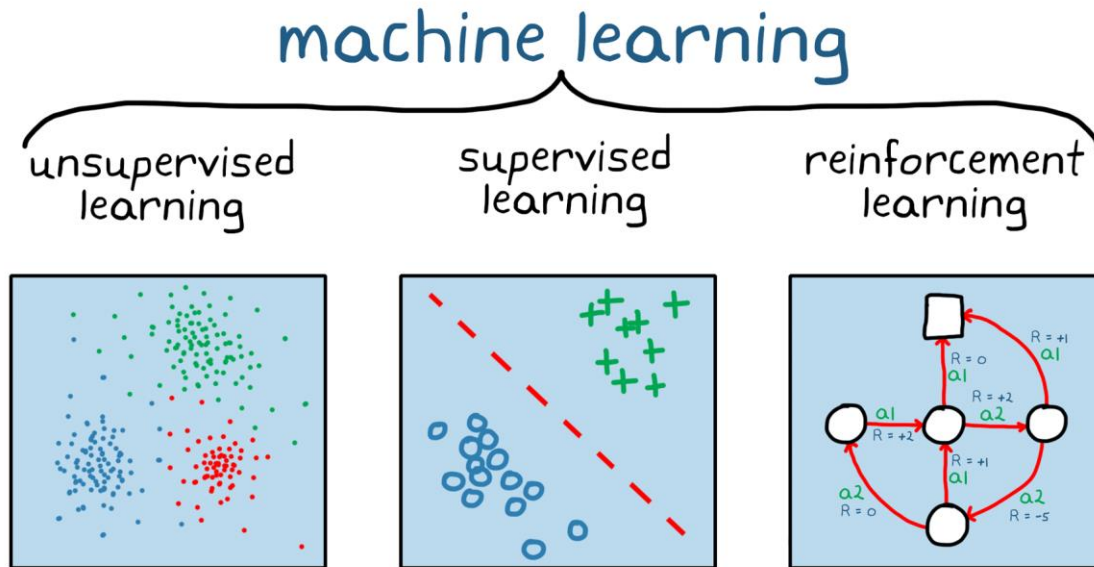 machine learning
unsupervised
learning
supervised
learning
reinforcement
learning
R = 0
a1
R = +1
a1
a1
R = +2
R = +2
a2
R = +1
a1
a2
R = 0
a2
R = -5